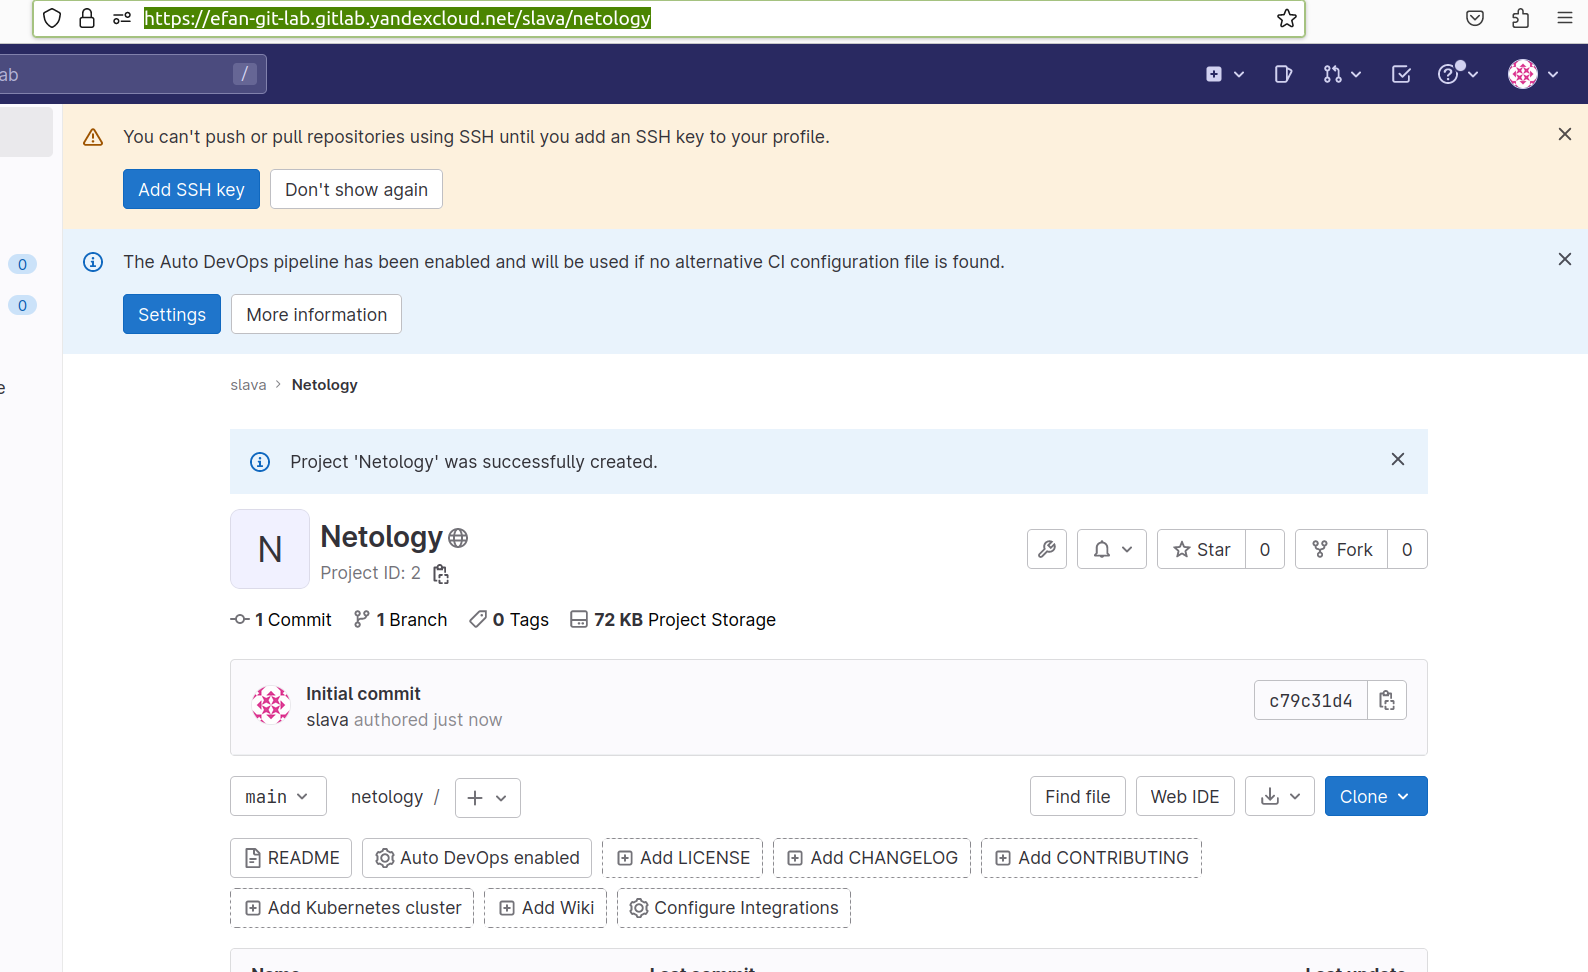 https://efan-git-lab.gitlab.yandexcloud.net/slava/netology
ab /
You can't push or pull repositories using SSH until you add an SSH key to your profile.
Add SSH key Don't show again
The Auto DevOps pipeline has been enabled and will be used if no alternative CI configuration file is found.
0
0
Settings More information
e
slava > Netology
Project 'Netology' was successfully created.
N
Netology
Project ID: 2
Star 0 Fork 0
1 Commit 1 Branch 0 Tags 72 KB Project Storage
Initial commit
slava authored just now
c79c31d4
main netology / +
Find file Web IDE Clone
README Auto DevOps enabled Add LICENSE Add CHANGELOG Add CONTRIBUTING
Add Kubernetes cluster Add Wiki Configure Integrations
Name Last commit Last update